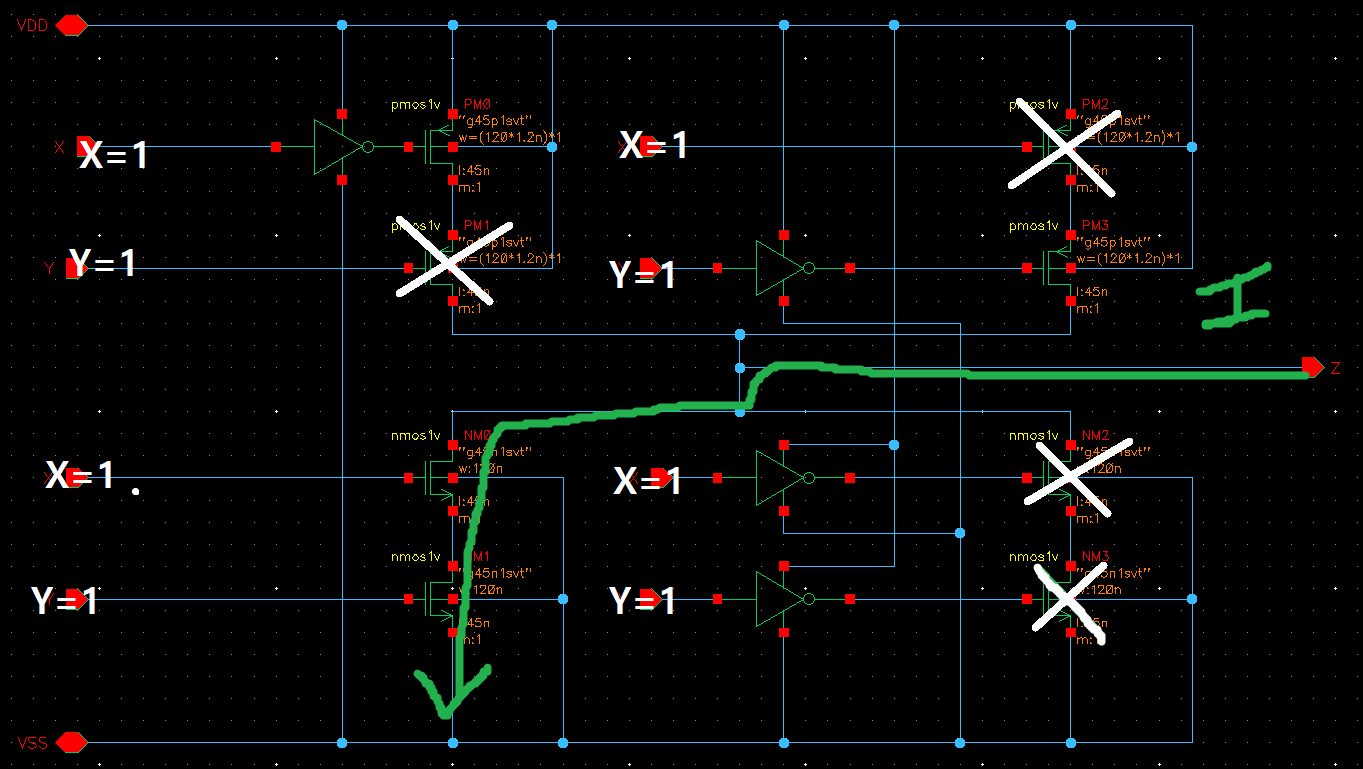 VDD
pmos1v PM0
"g45p1svt"
w=(120*1.2n)*1
l:45n
m:1
X
X=1
pmos1v PM2
"g45p1svt"
w=(120*1.2n)*1
l:45n
m:1
X=1
pmos1v PM1
"g45p1svt"
w=(120*1.2n)*1
l:45n
m:1
Y
Y=1
pmos1v PM3
"g45p1svt"
w=(120*1.2n)*1
l:45n
m:1
Y=1
I
Z
nmos1v NM0
"g45n1svt"
w:120n
l:45n
m:1
X=1
nmos1v NM2
"g45n1svt"
w:120n
l:45n
m:1
X=1
nmos1v NM1
"g45n1svt"
w:120n
l:45n
m:1
Y=1
nmos1v NM3
"g45n1svt"
w:120n
l:45n
m:1
Y=1
VSS